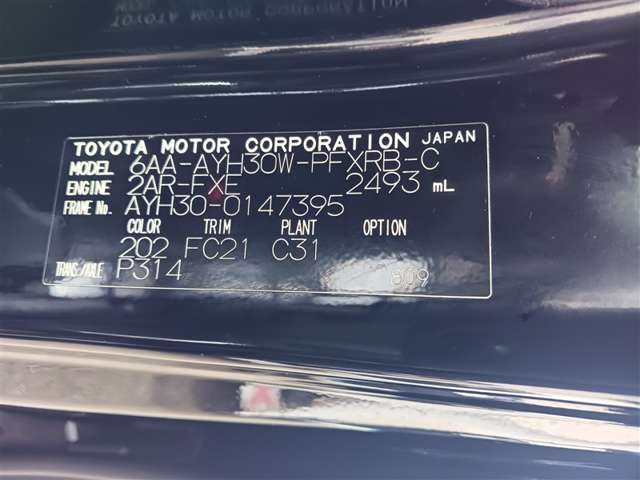 TOYOTA MOTOR CORPORATION JAPAN
MODEL 6AA-AYH30W-PFXRB-C
ENGINE 2AR-FXE 2493 mL
FRAME No. AYH30-0147395
COLOR TRIM PLANT OPTION
202 FC21 C31
TRANS/AXLE P314
809